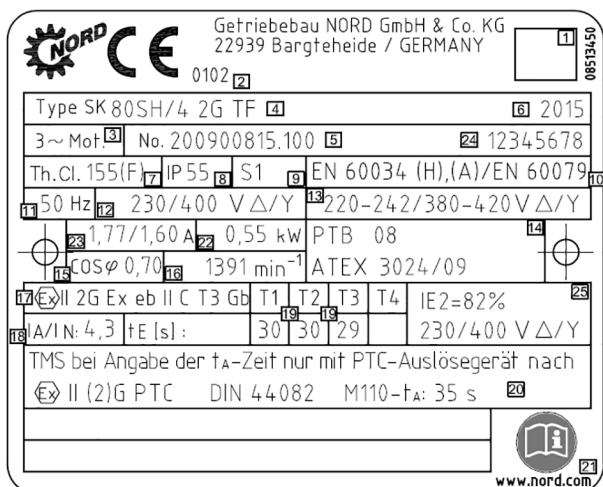 NORD CE Getriebebau NORD GmbH & Co. KG 1
22939 Bargteheide / GERMANY
0102 2
08513450
Type SK 80SH/4 2G TF 4 6 2015
3~ Mot. 3 No. 200900815.100 5 24 12345678
Th.Cl. 155(F) 7 IP55 8 S1 9 EN 60034 (H),(A)/EN 60079 10
11 50 Hz 12 230/400 V Δ/Y 13 220-242/380-420V Δ/Y
23 1,77/1,60 A 22 0,55 kW PTB 08 14
15 COSφ 0,70 16 1391 min⁻¹ ATEX 3024/09
17 Ex II 2G Ex eb II C T3 Gb T1 T2 T3 T4 IE2=82% 25
18 IA/IN: 4,3 tE [s] : 19 19 30 30 29 230/400 V Δ/Y
TMS bei Angabe der tA-Zeit nur mit PTC-Auslösegerät nach
Ex II (2)G PTC DIN 44082 M110-tA: 35 s 20
i 21
www.nord.com